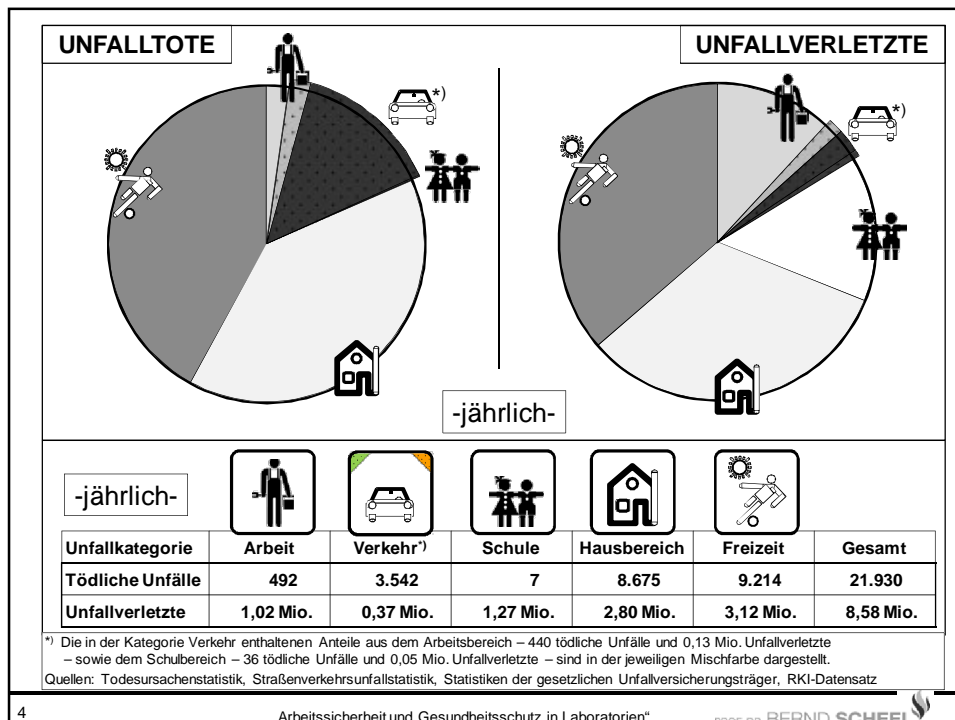 UNFALLTOTE
UNFALLVERLETZTE
*)
*)
-jährlich-
-jährlich-
Unfallkategorie Arbeit Verkehr*) Schule Hausbereich Freizeit Gesamt
Tödliche Unfälle 492 3.542 7 8.675 9.214 21.930
Unfallverletzte 1,02 Mio. 0,37 Mio. 1,27 Mio. 2,80 Mio. 3,12 Mio. 8,58 Mio.
*) Die in der Kategorie Verkehr enthaltenen Anteile aus dem Arbeitsbereich – 440 tödliche Unfälle und 0,13 Mio. Unfallverletzte
– sowie dem Schulbereich – 36 tödliche Unfälle und 0,05 Mio. Unfallverletzte – sind in der jeweiligen Mischfarbe dargestellt.
Quellen: Todesursachenstatistik, Straßenverkehrsunfallstatistik, Statistiken der gesetzlichen Unfallversicherungsträger, RKI-Datensatz
4
Arbeitssicherheit und Gesundheitsschutz in Laboratorien“
BERND SCHEEL